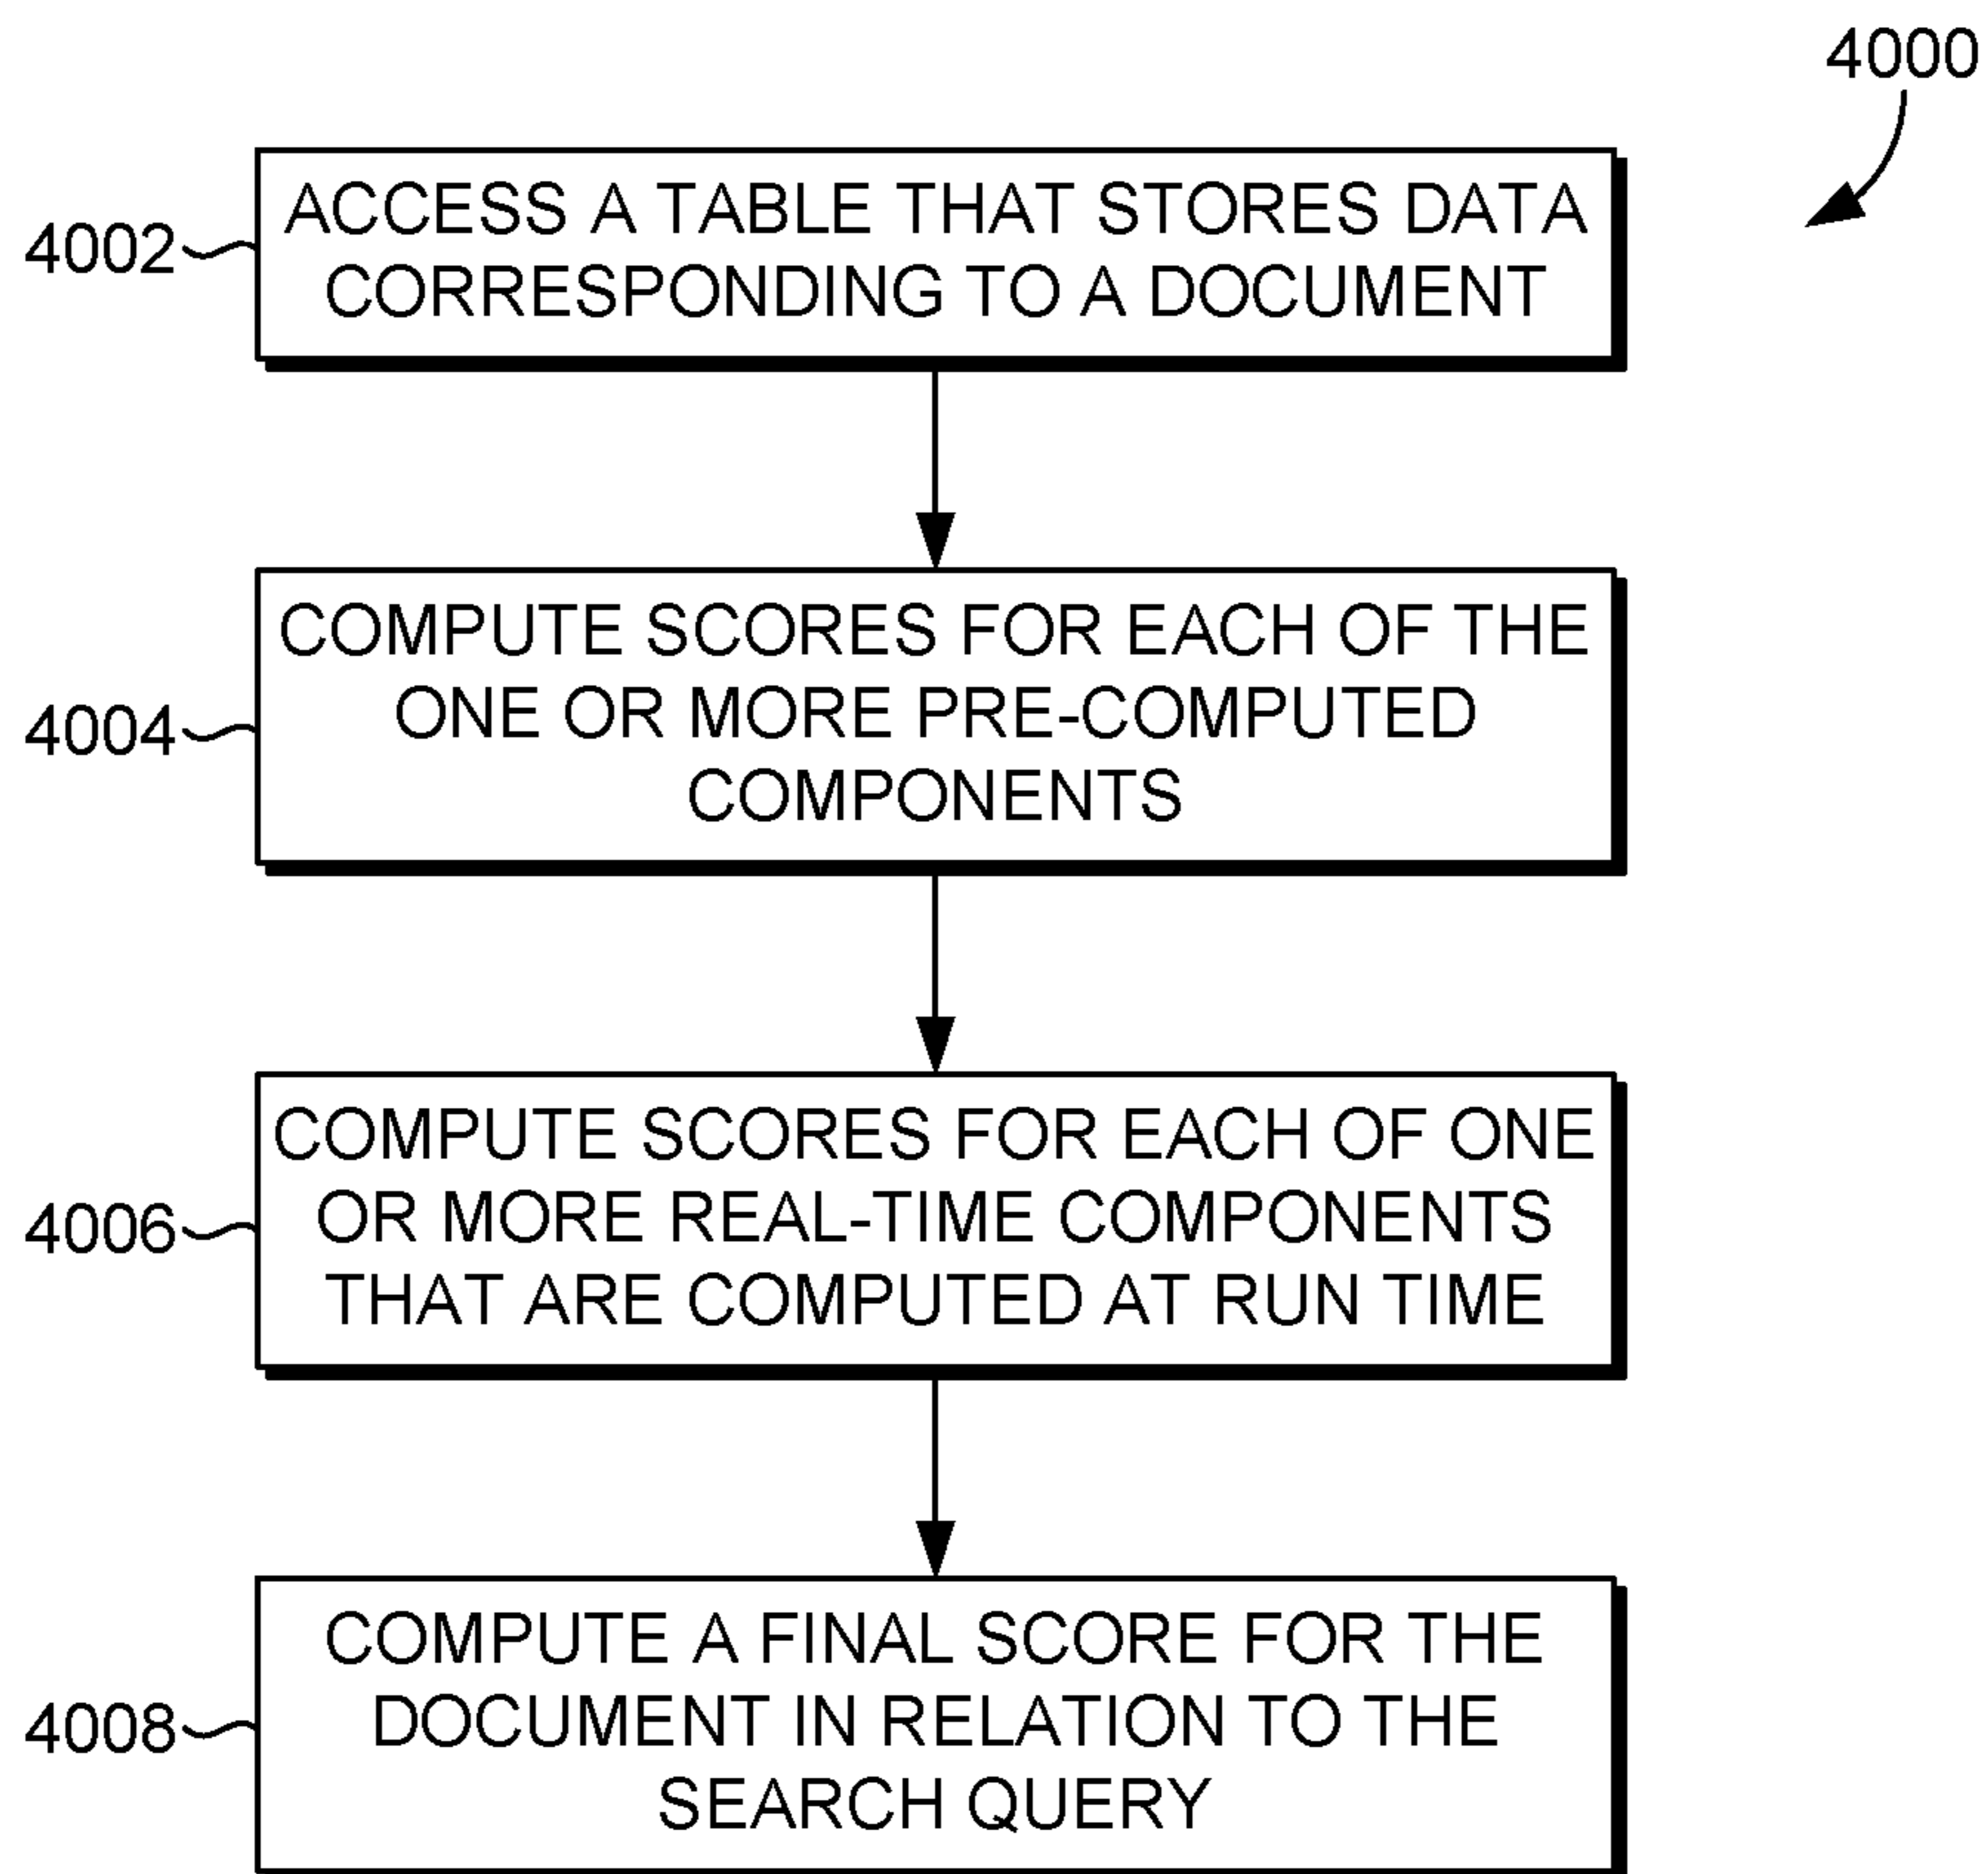 4000
4002
ACCESS A TABLE THAT STORES DATA
CORRESPONDING TO A DOCUMENT
4004
COMPUTE SCORES FOR EACH OF THE
ONE OR MORE PRE-COMPUTED
COMPONENTS
4006
COMPUTE SCORES FOR EACH OF ONE
OR MORE REAL-TIME COMPONENTS
THAT ARE COMPUTED AT RUN TIME
4008
COMPUTE A FINAL SCORE FOR THE
DOCUMENT IN RELATION TO THE
SEARCH QUERY